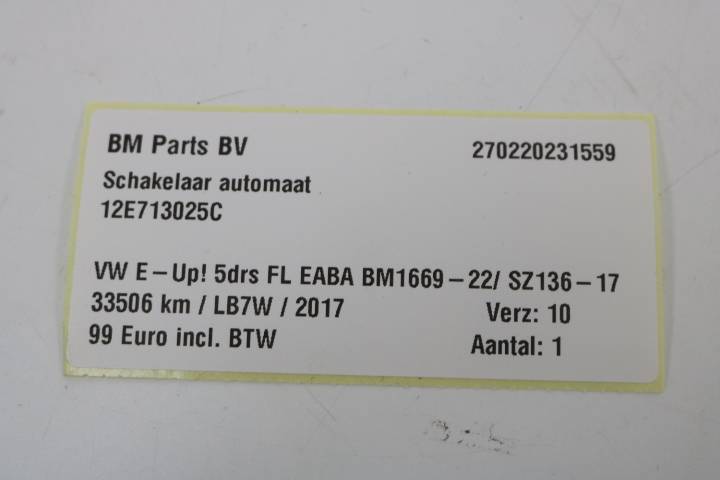 BM Parts BV 270220231559
Schakelaar automaat
12E713025C
VW E-Up! 5drs FL EABA BM1669-22/ SZ136-17
33506 km / LB7W / 2017 Verz: 10
99 Euro incl. BTW Aantal: 1